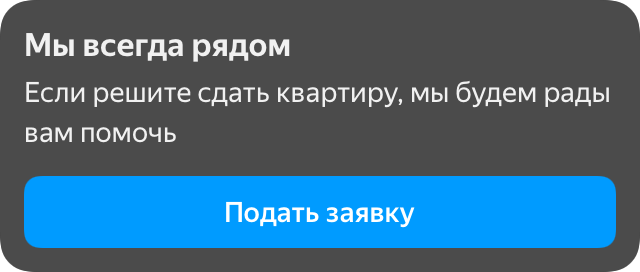 Мы всегда рядом
Если решите сдать квартиру, мы будем рады
вам помочь
Подать заявку